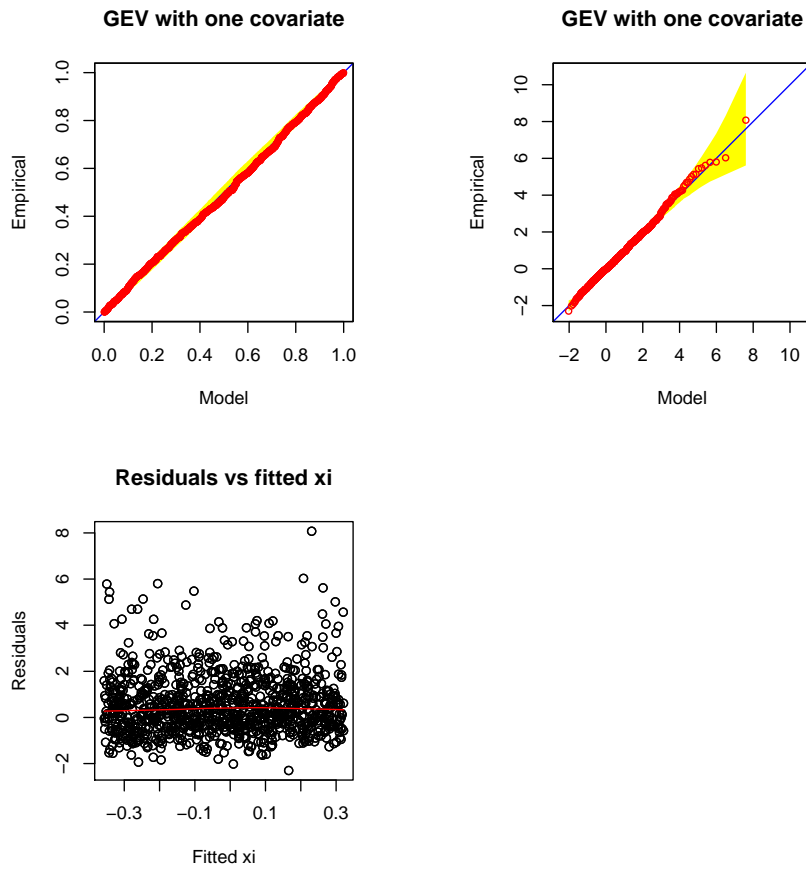 GEV with one covariate
Empirical
0.0 0.2 0.4 0.6 0.8 1.0
0.0 0.2 0.4 0.6 0.8 1.0
Model
GEV with one covariate
Empirical
−2 0 2 4 6 8 10
−2 0 2 4 6 8 10
Model
Residuals vs fitted xi
Residuals
−2 0 2 4 6 8
−0.3 −0.1 0.1 0.3
Fitted xi